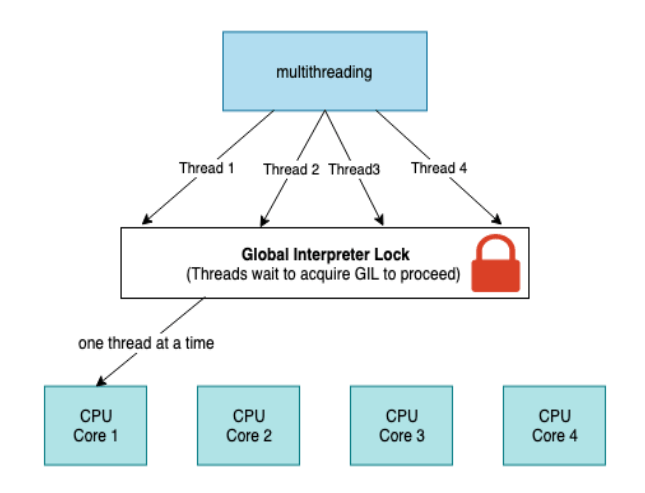 multithreading
Thread 1
Thread 2
Thread3
Thread 4
Global Interpreter Lock
(Threads wait to acquire GIL to proceed)
one thread at a time
CPU
Core 1
CPU
Core 2
CPU
Core 3
CPU
Core 4